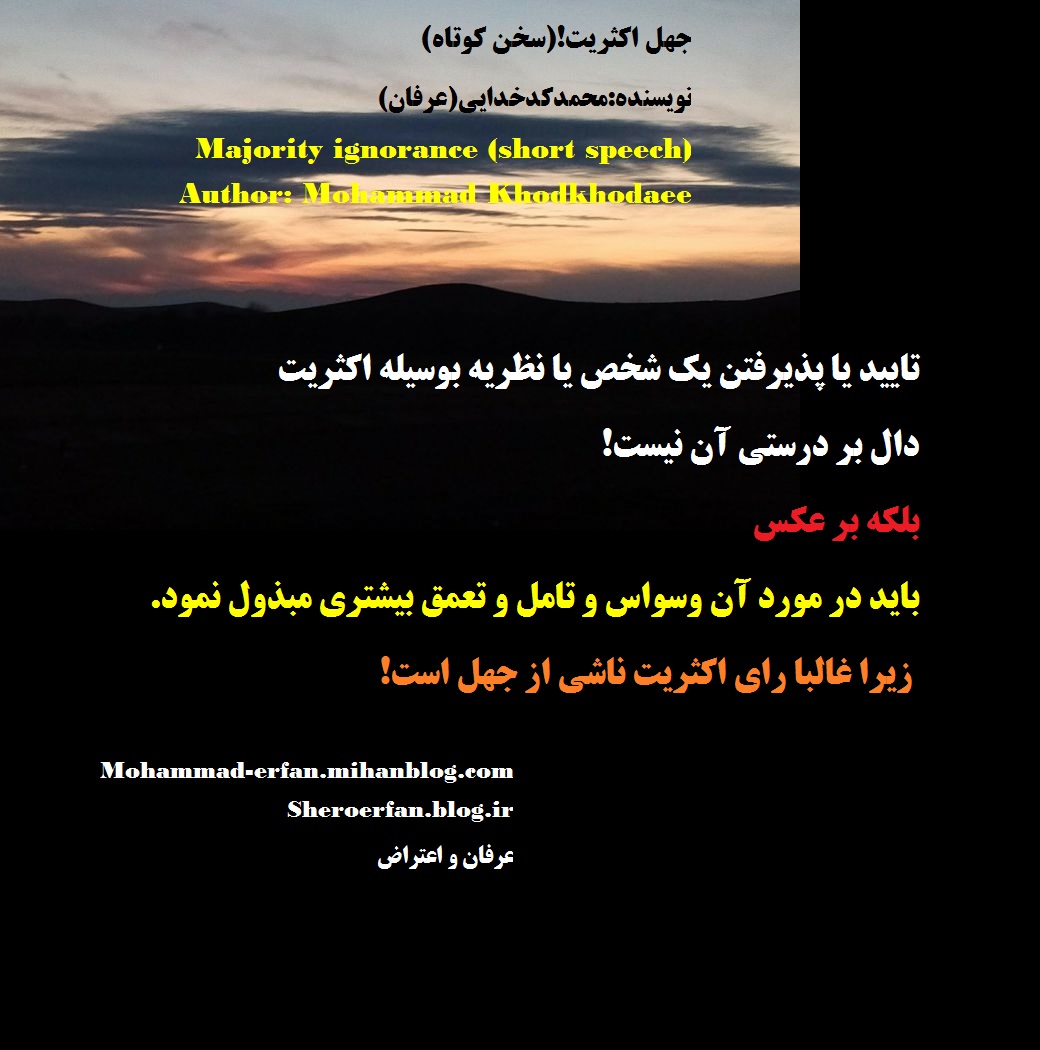 جهل اکثریت!(سخن کوتاه)
نویسنده:محمدکدخدایی(عرفان)
Majority ignorance (short speech)
Author: Mohammad Khodkhodaee
تایید یا پذیرفتن یک شخص یا نظریه بوسیله اکثریت
دال بر درستی آن نیست!
بلکه بر عکس
باید در مورد آن وسواس و تامل و تعمق بیشتری مبذول نمود.
زیرا غالبا رای اکثریت ناشی از جهل است!
Mohammad-erfan.mihanblog.com
Sheroerfan.blog.ir
عرفان و اعتراض